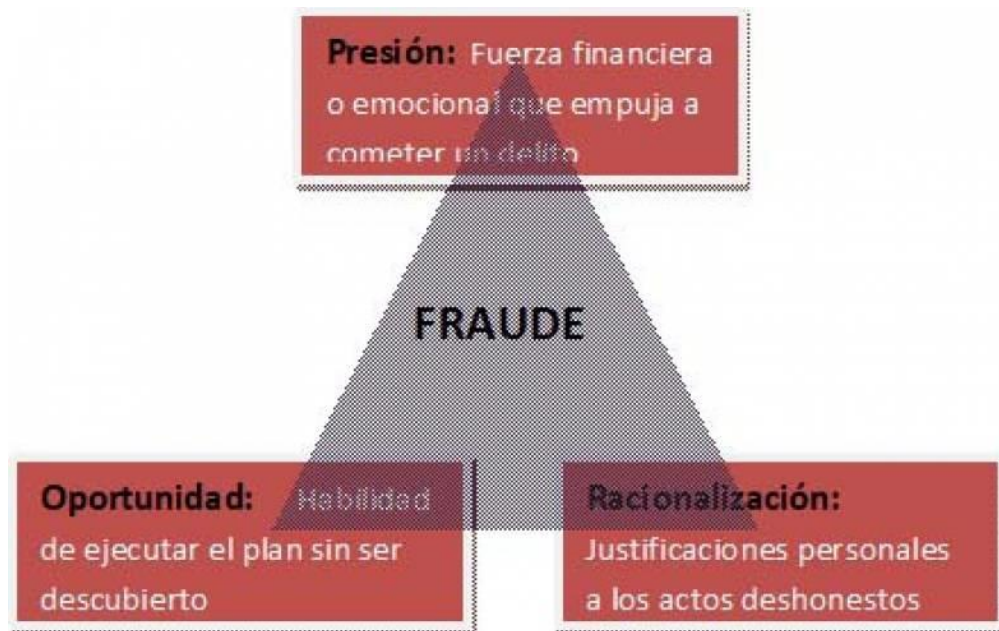 Presión: Fuerza financiera
o emocional que empuja a
cometer un delito
FRAUDE
Oportunidad: Habilidad
de ejecutar el plan sin ser
descubierto
Racionalización:
Justificaciones personales
a los actos deshonestos